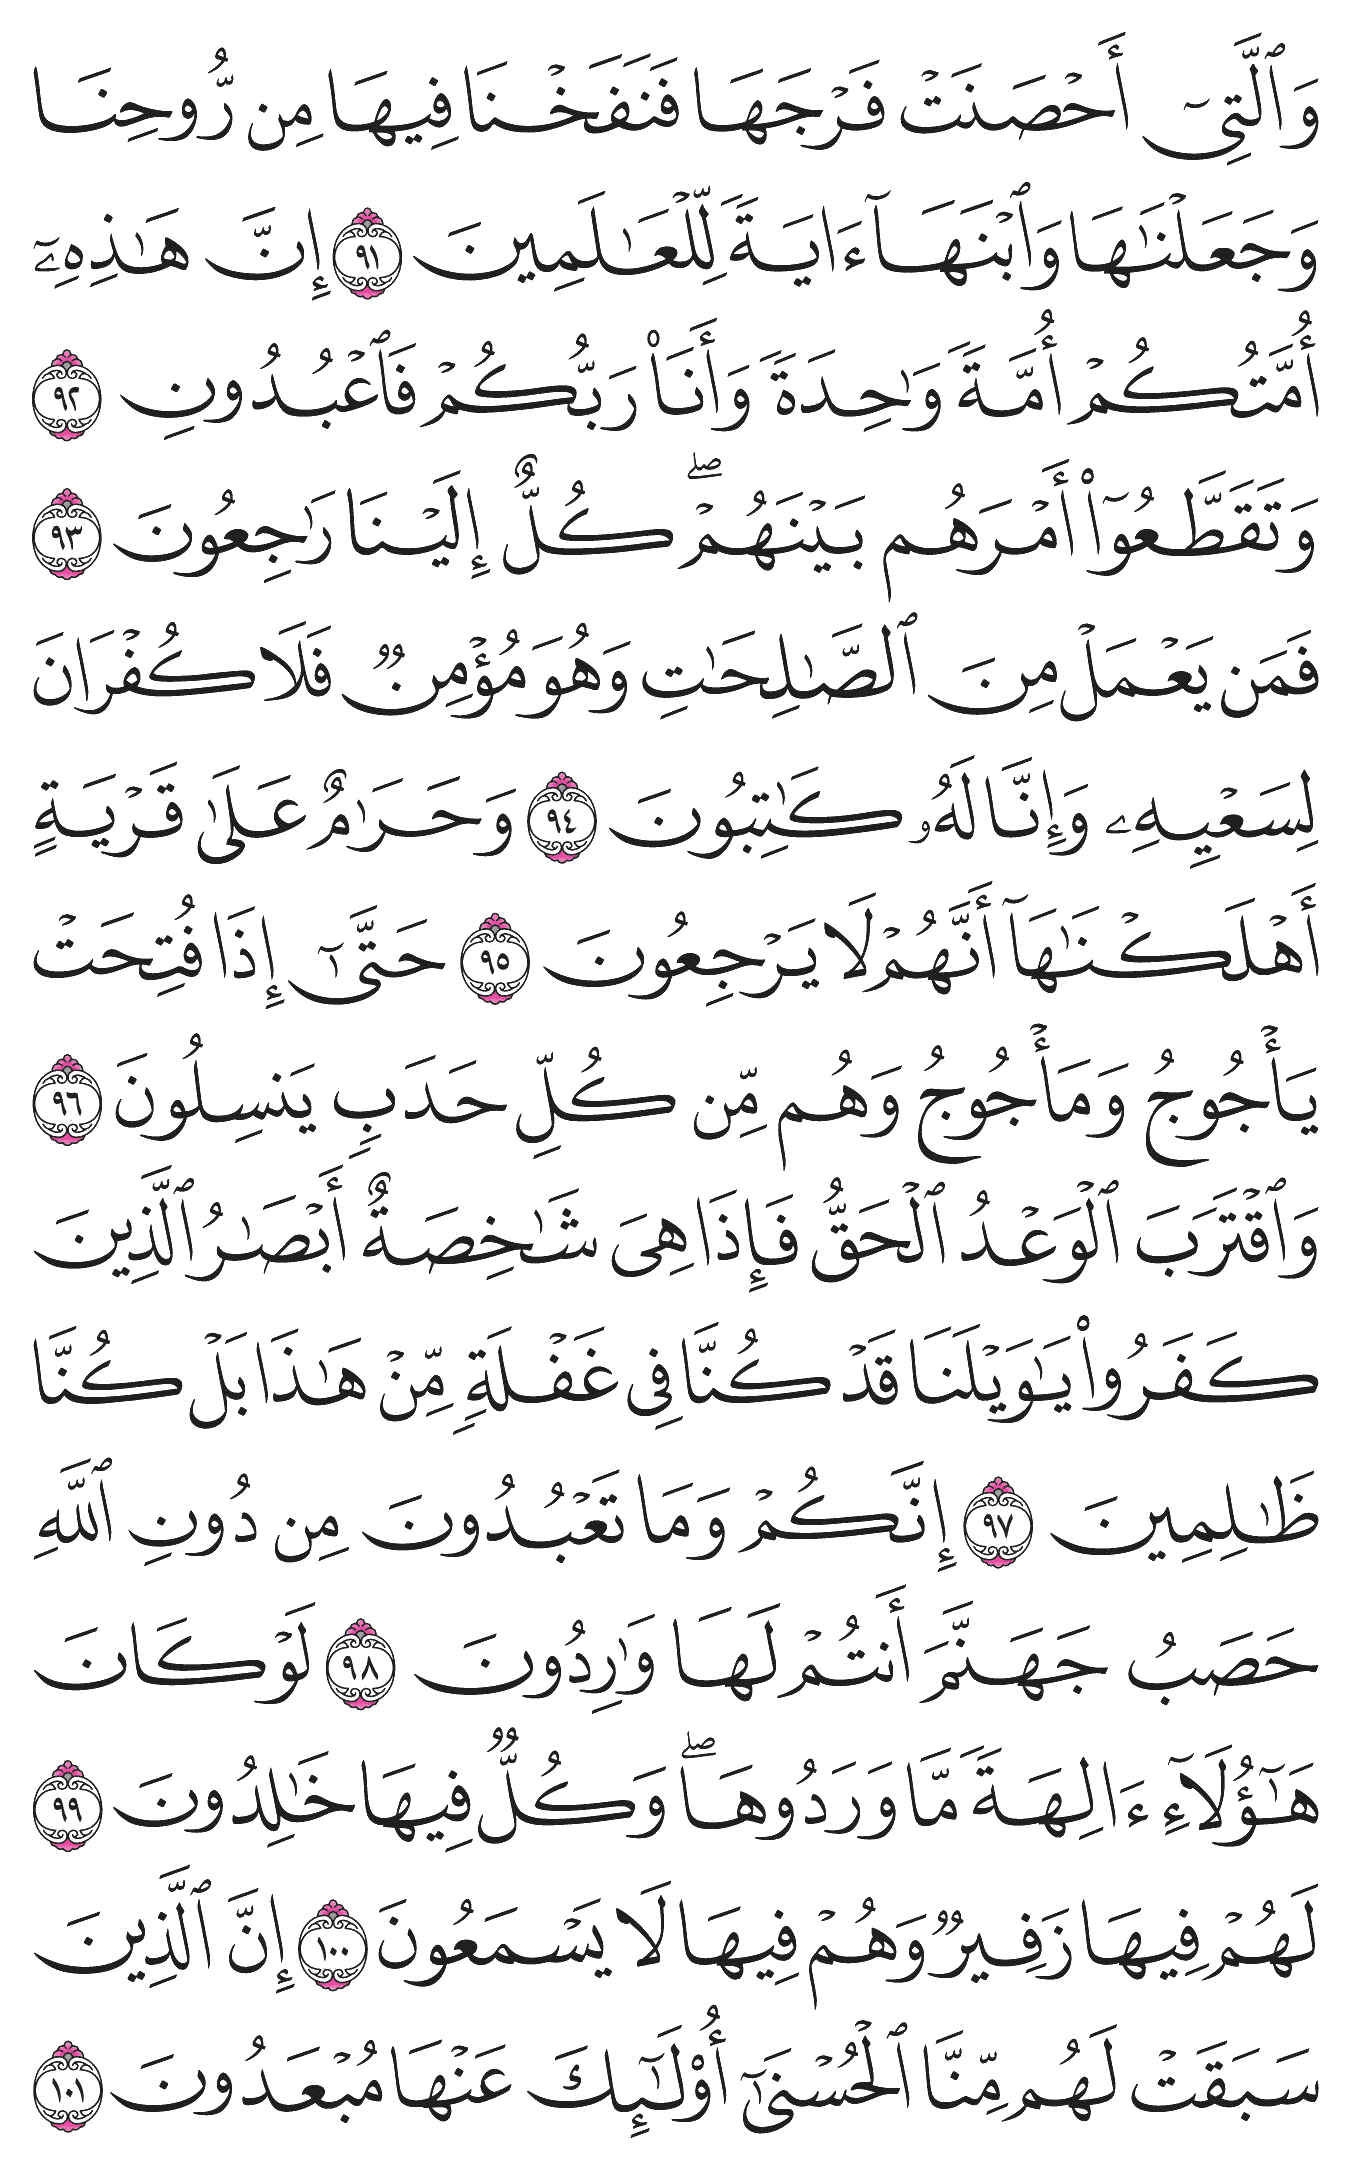 وَٱلَّتِىٓ أَحْصَنَتْ فَرْجَهَا فَنَفَخْنَا فِيهَا مِن رُّوحِنَا
وَجَعَلْنَٰهَا وَٱبْنَهَآ ءَايَةً لِّلْعَٰلَمِينَ ٩١ إِنَّ هَٰذِهِۦٓ
أُمَّتُكُمْ أُمَّةً وَٰحِدَةً وَأَنَا۠ رَبُّكُمْ فَٱعْبُدُونِ ٩٢
وَتَقَطَّعُوٓا۟ أَمْرَهُم بَيْنَهُمْ ۖ كُلٌّ إِلَيْنَا رَٰجِعُونَ ٩٣
فَمَن يَعْمَلْ مِنَ ٱلصَّٰلِحَٰتِ وَهُوَ مُؤْمِنٌ فَلَا كُفْرَانَ
لِسَعْيِهِۦ وَإِنَّا لَهُۥ كَٰتِبُونَ ٩٤ وَحَرَٰمٌ عَلَىٰ قَرْيَةٍ
أَهْلَكْنَٰهَآ أَنَّهُمْ لَا يَرْجِعُونَ ٩٥ حَتَّىٰٓ إِذَا فُتِحَتْ
يَأْجُوجُ وَمَأْجُوجُ وَهُم مِّن كُلِّ حَدَبٍ يَنسِلُونَ ٩٦
وَٱقْتَرَبَ ٱلْوَعْدُ ٱلْحَقُّ فَإِذَا هِىَ شَٰخِصَةٌ أَبْصَٰرُ ٱلَّذِينَ
كَفَرُوا۟ يَٰوَيْلَنَا قَدْ كُنَّا فِى غَفْلَةٍ مِّنْ هَٰذَا بَلْ كُنَّا
ظَٰلِمِينَ ٩٧ إِنَّكُمْ وَمَا تَعْبُدُونَ مِن دُونِ ٱللَّهِ
حَصَبُ جَهَنَّمَ أَنتُمْ لَهَا وَٰرِدُونَ ٩٨ لَوْ كَانَ
هَٰٓؤُلَآءِ ءَالِهَةً مَّا وَرَدُوهَا ۖ وَكُلٌّ فِيهَا خَٰلِدُونَ ٩٩
لَهُمْ فِيهَا زَفِيرٌ وَهُمْ فِيهَا لَا يَسْمَعُونَ ١٠٠ إِنَّ ٱلَّذِينَ
سَبَقَتْ لَهُم مِّنَّا ٱلْحُسْنَىٰٓ أُو۟لَٰٓئِكَ عَنْهَا مُبْعَدُونَ ١٠١